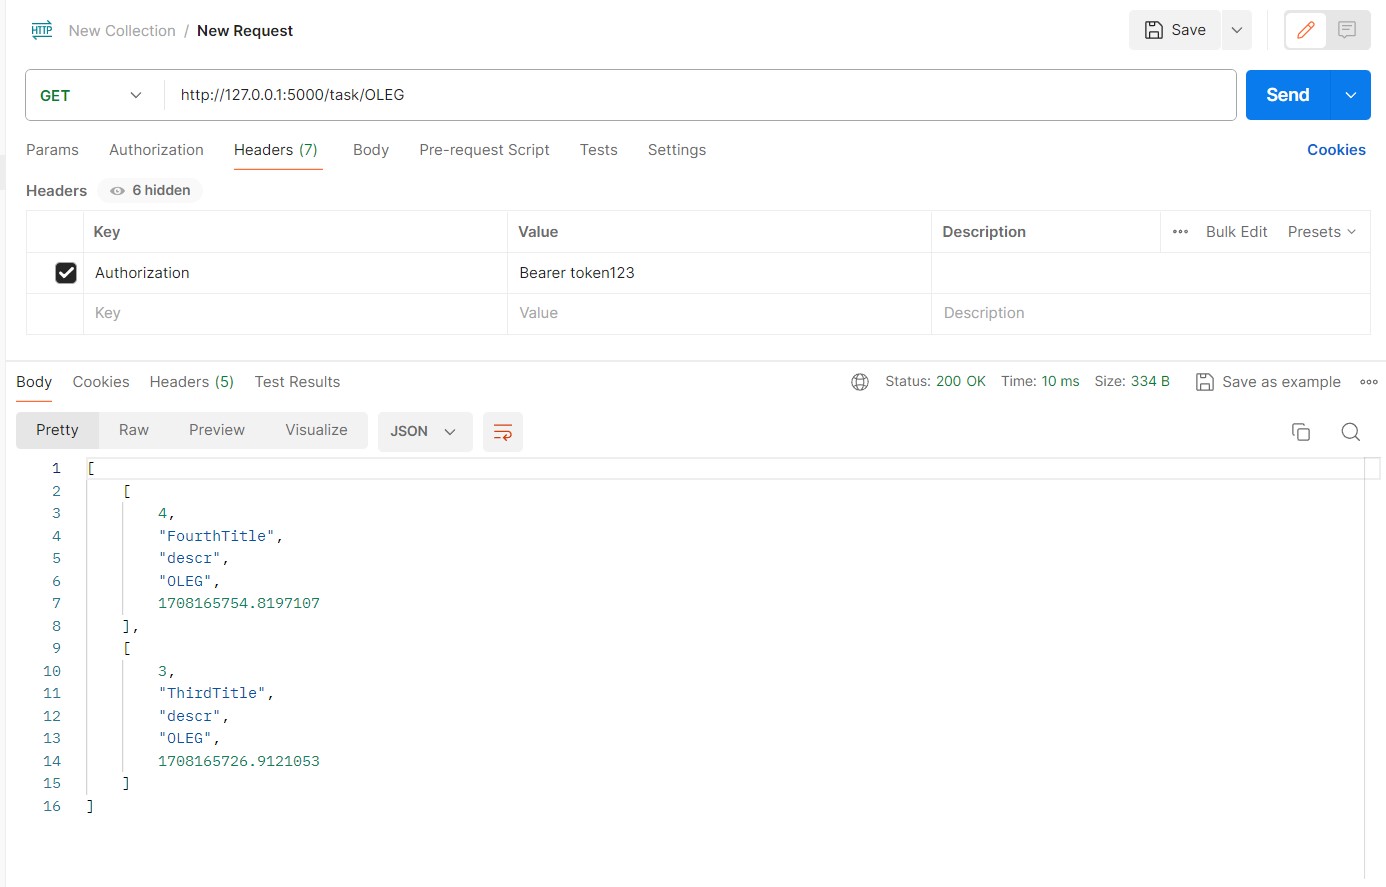 HTTP New Collection / New Request Save
GET http://127.0.0.1:5000/task/OLEG Send
Params Authorization Headers (7) Body Pre-request Script Tests Settings Cookies
Headers 6 hidden
Key Value Description Bulk Edit Presets
Authorization Bearer token123
Key Value Description
Body Cookies Headers (5) Test Results Status: 200 OK Time: 10 ms Size: 334 B Save as example
Pretty Raw Preview Visualize JSON
1 [
2 [
3 4,
4 "FourthTitle",
5 "descr",
6 "OLEG",
7 1708165754.8197107
8 ],
9 [
10 3,
11 "ThirdTitle",
12 "descr",
13 "OLEG",
14 1708165726.9121053
15 ]
16 ]